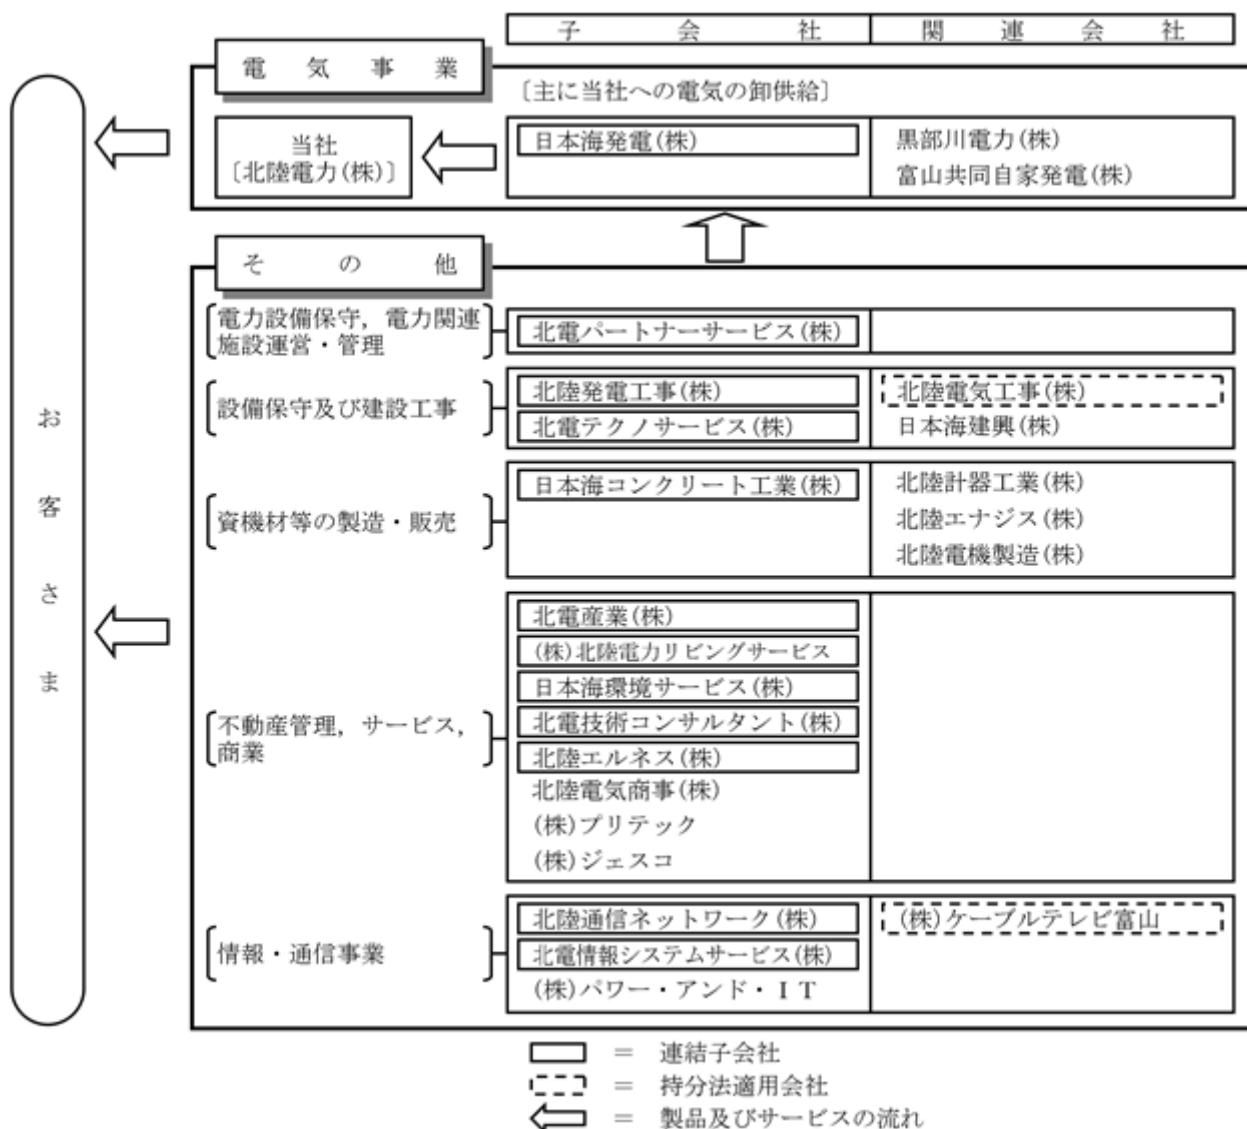 子会社 関連会社
電気事業
〔主に当社への電気の卸供給〕
当社
〔北陸電力(株)〕
日本海発電(株)
黒部川電力(株)
富山共同自家発電(株)
その他
電力設備保守，電力関連
施設運営・管理
北電パートナーサービス(株)
設備保守及び建設工事
北陸発電工事(株)
北電テクノサービス(株)
北陸電気工事(株)
日本海建興(株)
資機材等の製造・販売
日本海コンクリート工業(株)
北陸計器工業(株)
北陸エナジス(株)
北陸電機製造(株)
不動産管理，サービス，
商業
北電産業(株)
(株)北陸電力リビングサービス
日本海環境サービス(株)
北電技術コンサルタント(株)
北陸エルネス(株)
北陸電気商事(株)
(株)プリテック
(株)ジェスコ
情報・通信事業
北陸通信ネットワーク(株)
北電情報システムサービス(株)
(株)パワー・アンド・ＩＴ
(株)ケーブルテレビ富山
お客さま
＝ 連結子会社
＝ 持分法適用会社
＝ 製品及びサービスの流れ